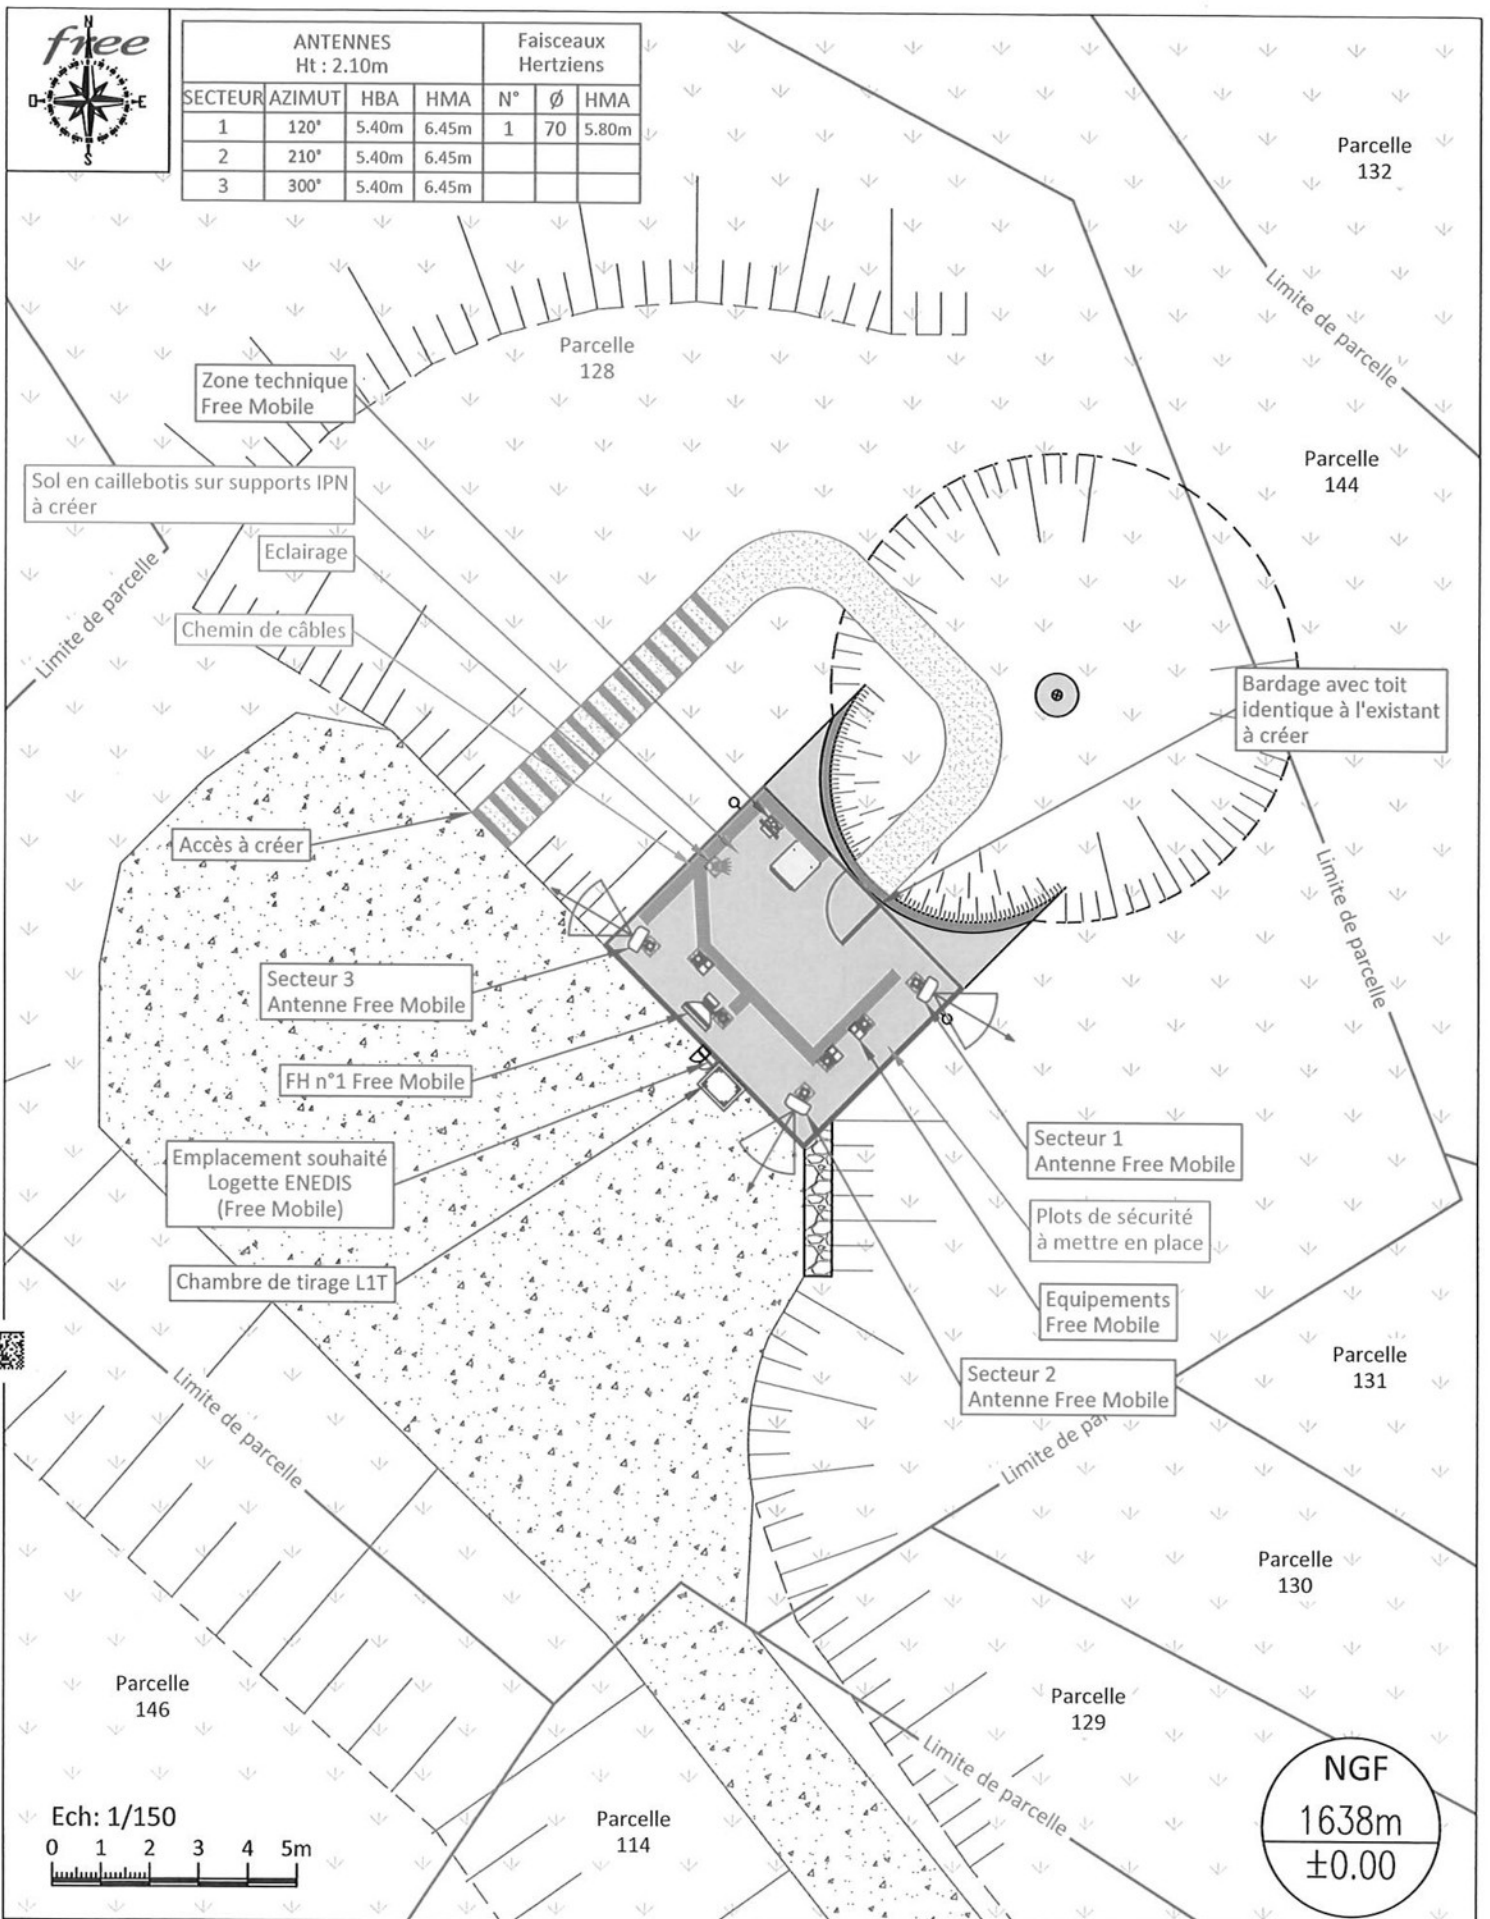 free
N
O
E
S
ANTENNES
Ht : 2.10m
Faisceaux
Hertziens
SECTEUR AZIMUT HBA HMA N° Ø HMA
1 120° 5.40m 6.45m 1 70 5.80m
2 210° 5.40m 6.45m
3 300° 5.40m 6.45m
Parcelle
132
Limite de parcelle
Parcelle
128
Zone technique
Free Mobile
Parcelle
144
Sol en caillebotis sur supports IPN
à créer
Eclairage
Limite de parcelle
Chemin de câbles
Bardage avec toit
identique à l'existant
à créer
Accès à créer
Limite de parcelle
Secteur 3
Antenne Free Mobile
FH n°1 Free Mobile
Secteur 1
Antenne Free Mobile
Emplacement souhaité
Logette ENEDIS
(Free Mobile)
Plots de sécurité
à mettre en place
Chambre de tirage L1T
Equipements
Free Mobile
Parcelle
131
Secteur 2
Antenne Free Mobile
Limite de parcelle
Limite de par
Parcelle
130
Parcelle
146
Parcelle
129
Limite de parcelle
NGF
1638m
±0.00
Ech: 1/150
0 1 2 3 4 5m
Parcelle
114